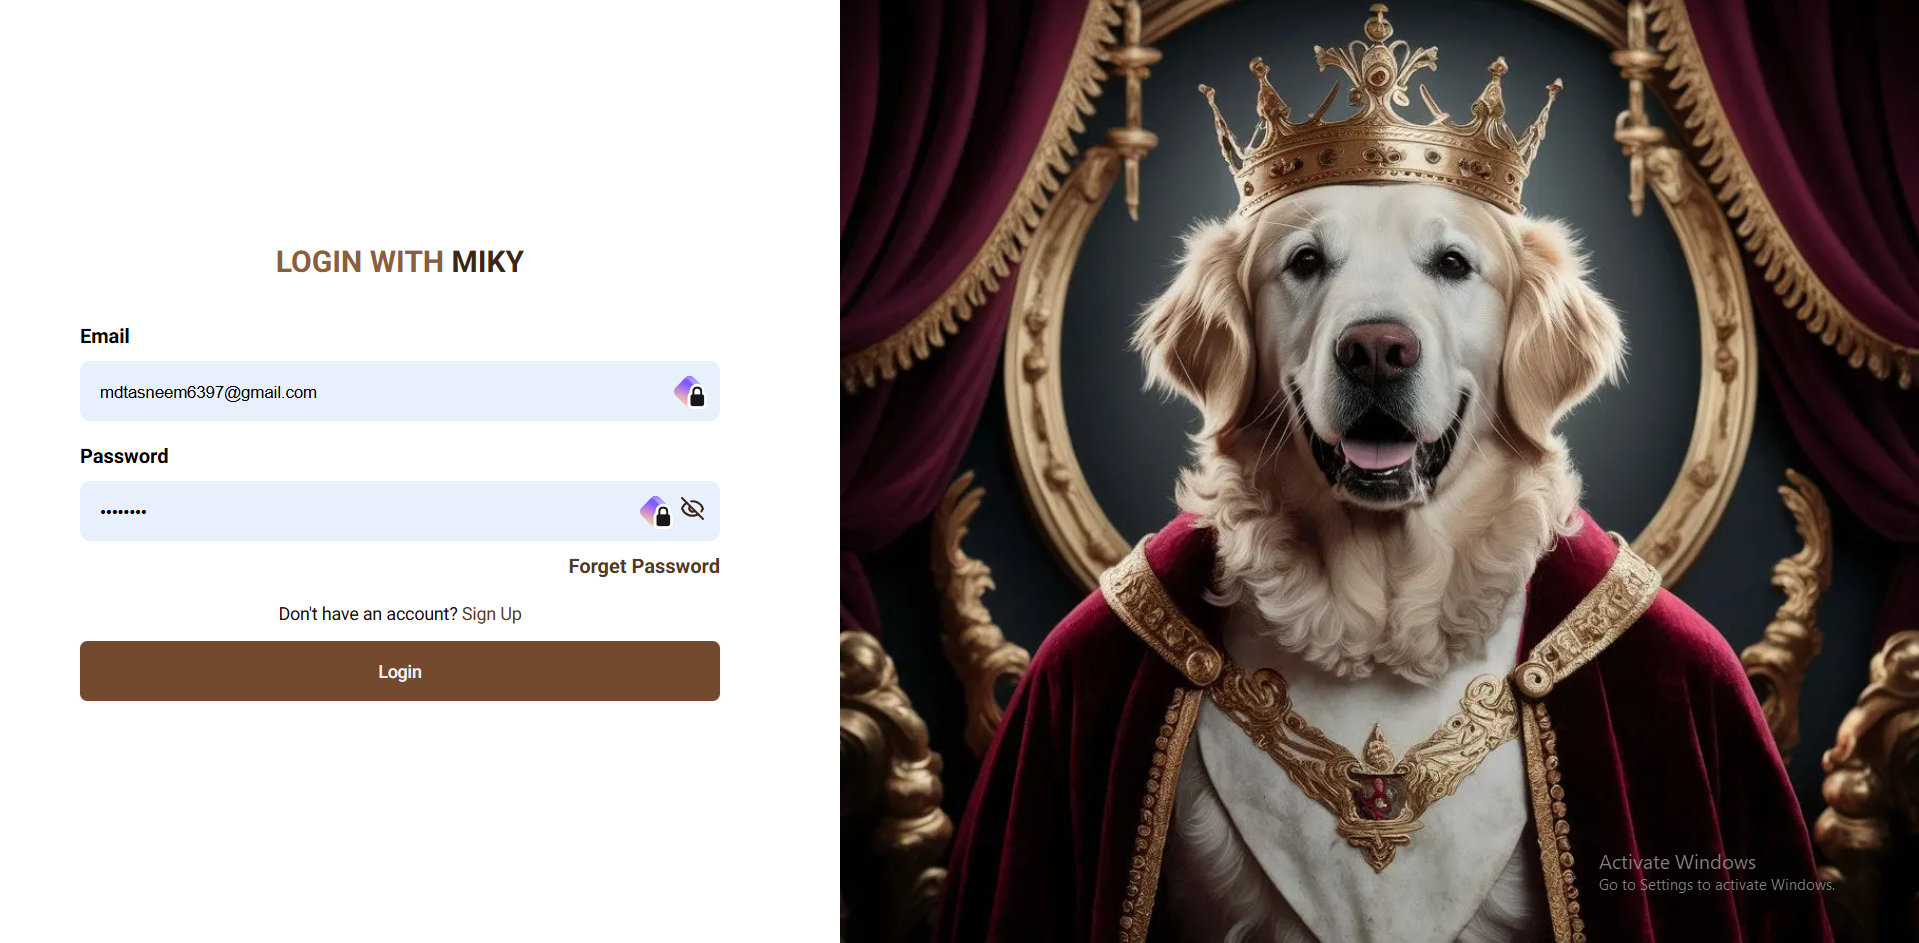 LOGIN WITH MIKY
Email
mdtasneem6397@gmail.com
Password
••••••••
Forget Password
Don't have an account? Sign Up
Login
Activate Windows
Go to Settings to activate Windows.